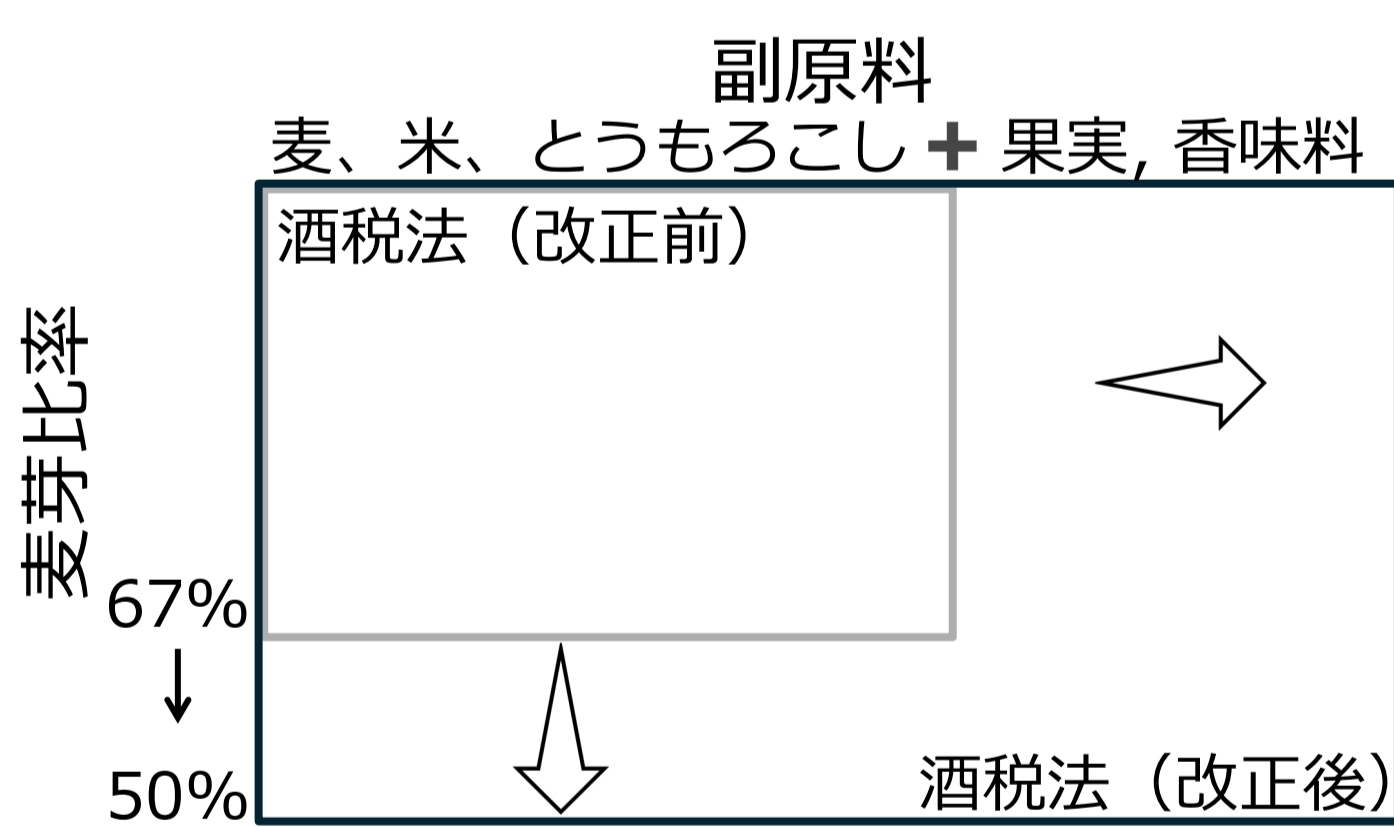 副原料
麦、米、とうもろこし + 果実, 香味料
酒税法（改正前）
麦芽比率
67%
↓
50%
酒税法（改正後）